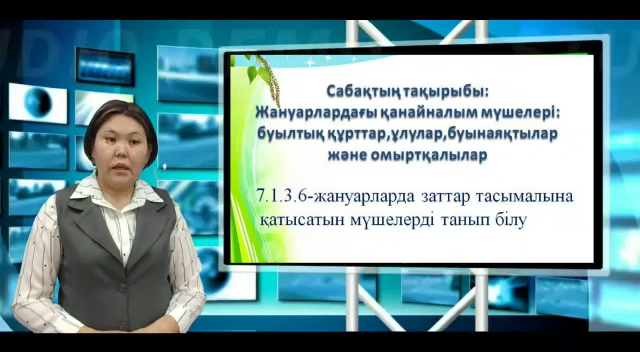 Сабақтың тақырыбы:
Жануарлардағы қанайналым мүшелері:
буылтық құрттар,ұлулар,буынаяқтылар
және омыртқалылар
7.1.3.6-жануарларда заттар тасымалына
қатысатын мүшелерді танып білу